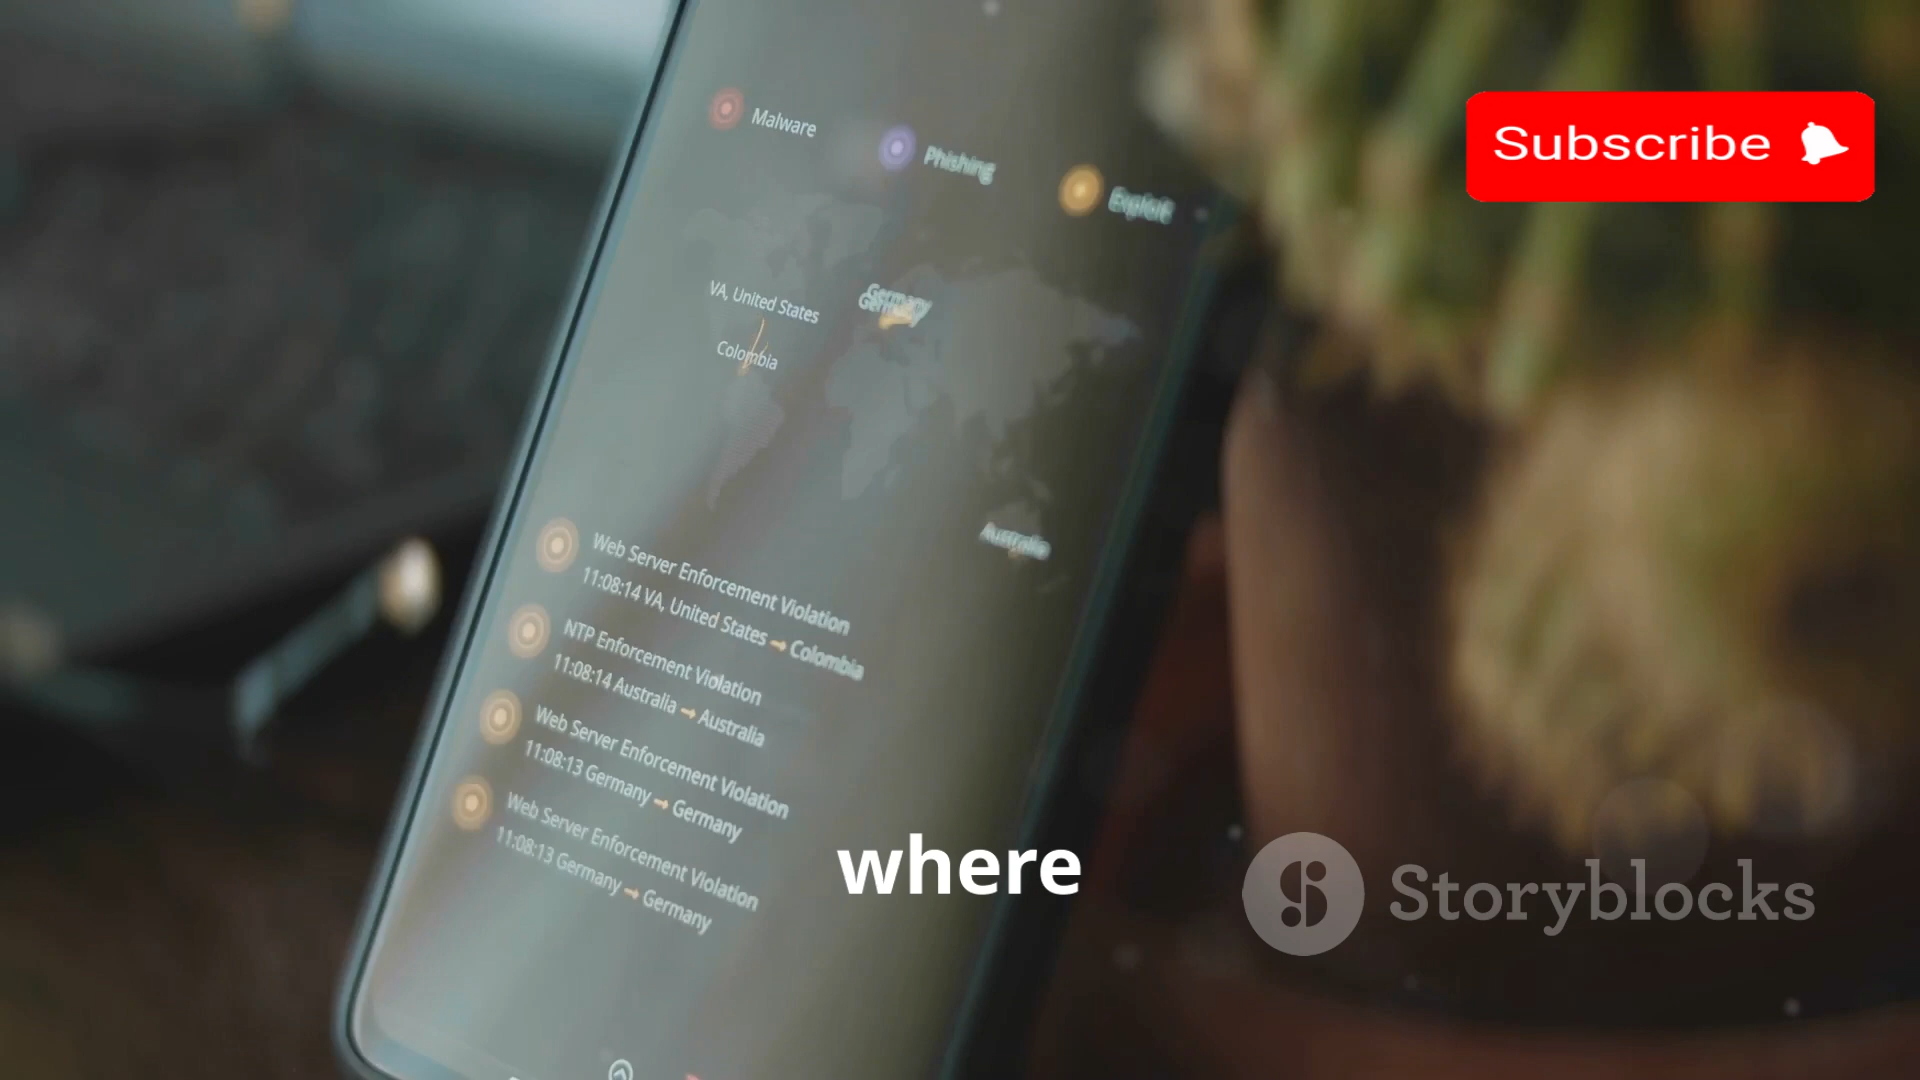 Subscribe
Malware
Phishing
Exploit
VA, United States
Germany
Germany
Colombia
Australia
Web Server Enforcement Violation
11:08:14 VA, United States → Colombia
NTP Enforcement Violation
11:08:14 Australia → Australia
Web Server Enforcement Violation
11:08:13 Germany → Germany
Web Server Enforcement Violation
11:08:13 Germany → Germany
where
Storyblocks